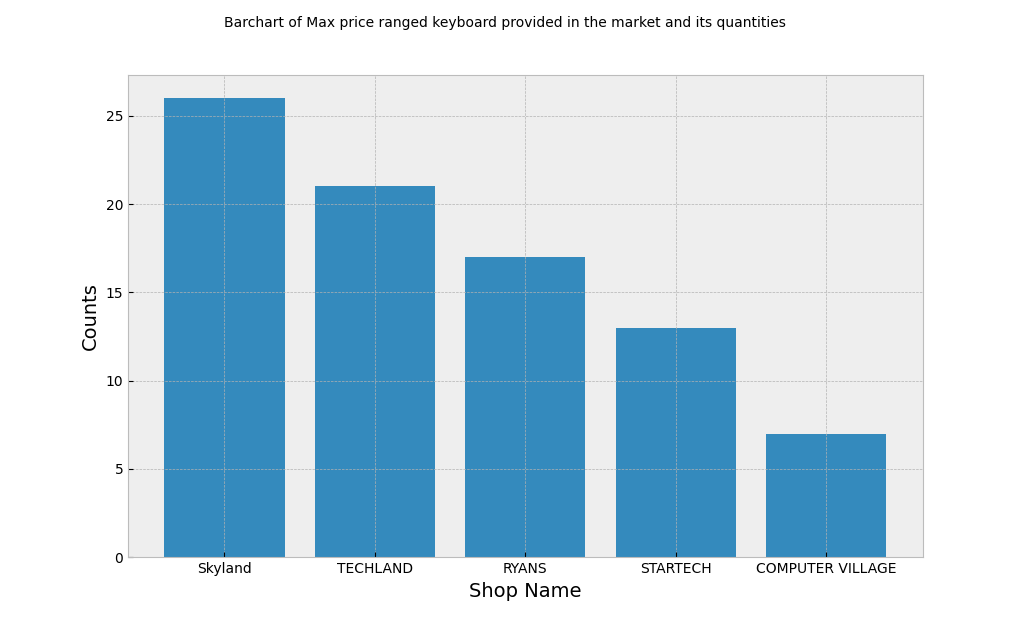 Barchart of Max price ranged keyboard provided in the market and its quantities
25
20
15
10
5
0
Counts
Skyland TECHLAND RYANS STARTECH COMPUTER VILLAGE
Shop Name